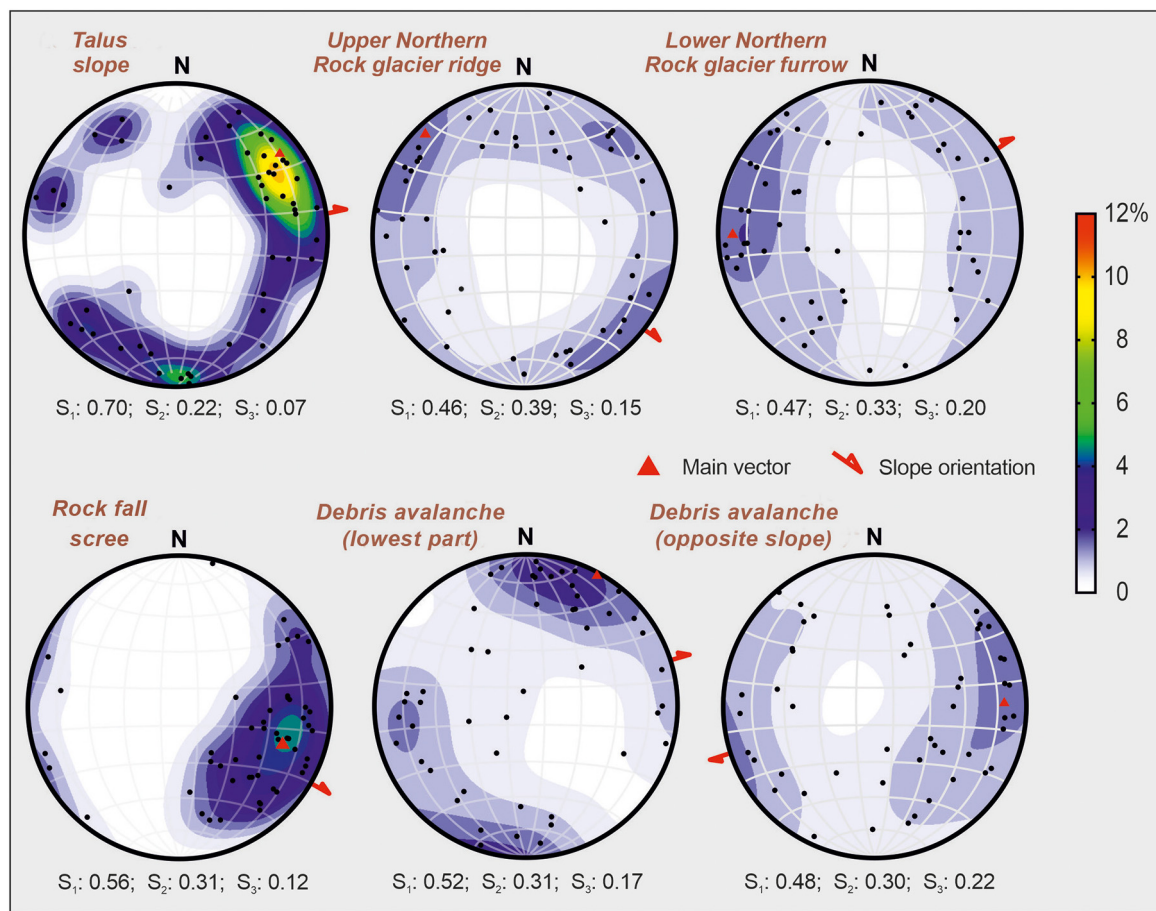 Talus
slope
N
Upper Northern
Rock glacier ridge
N
Lower Northern
Rock glacier furrow
N
12%
10
8
6
4
2
0
S₁: 0.70; S₂: 0.22; S₃: 0.07
S₁: 0.46; S₂: 0.39; S₃: 0.15
S₁: 0.47; S₂: 0.33; S₃: 0.20
Main vector
Slope orientation
Rock fall
scree
N
Debris avalanche
(lowest part)
N
Debris avalanche
(opposite slope)
N
S₁: 0.56; S₂: 0.31; S₃: 0.12
S₁: 0.52; S₂: 0.31; S₃: 0.17
S₁: 0.48; S₂: 0.30; S₃: 0.22